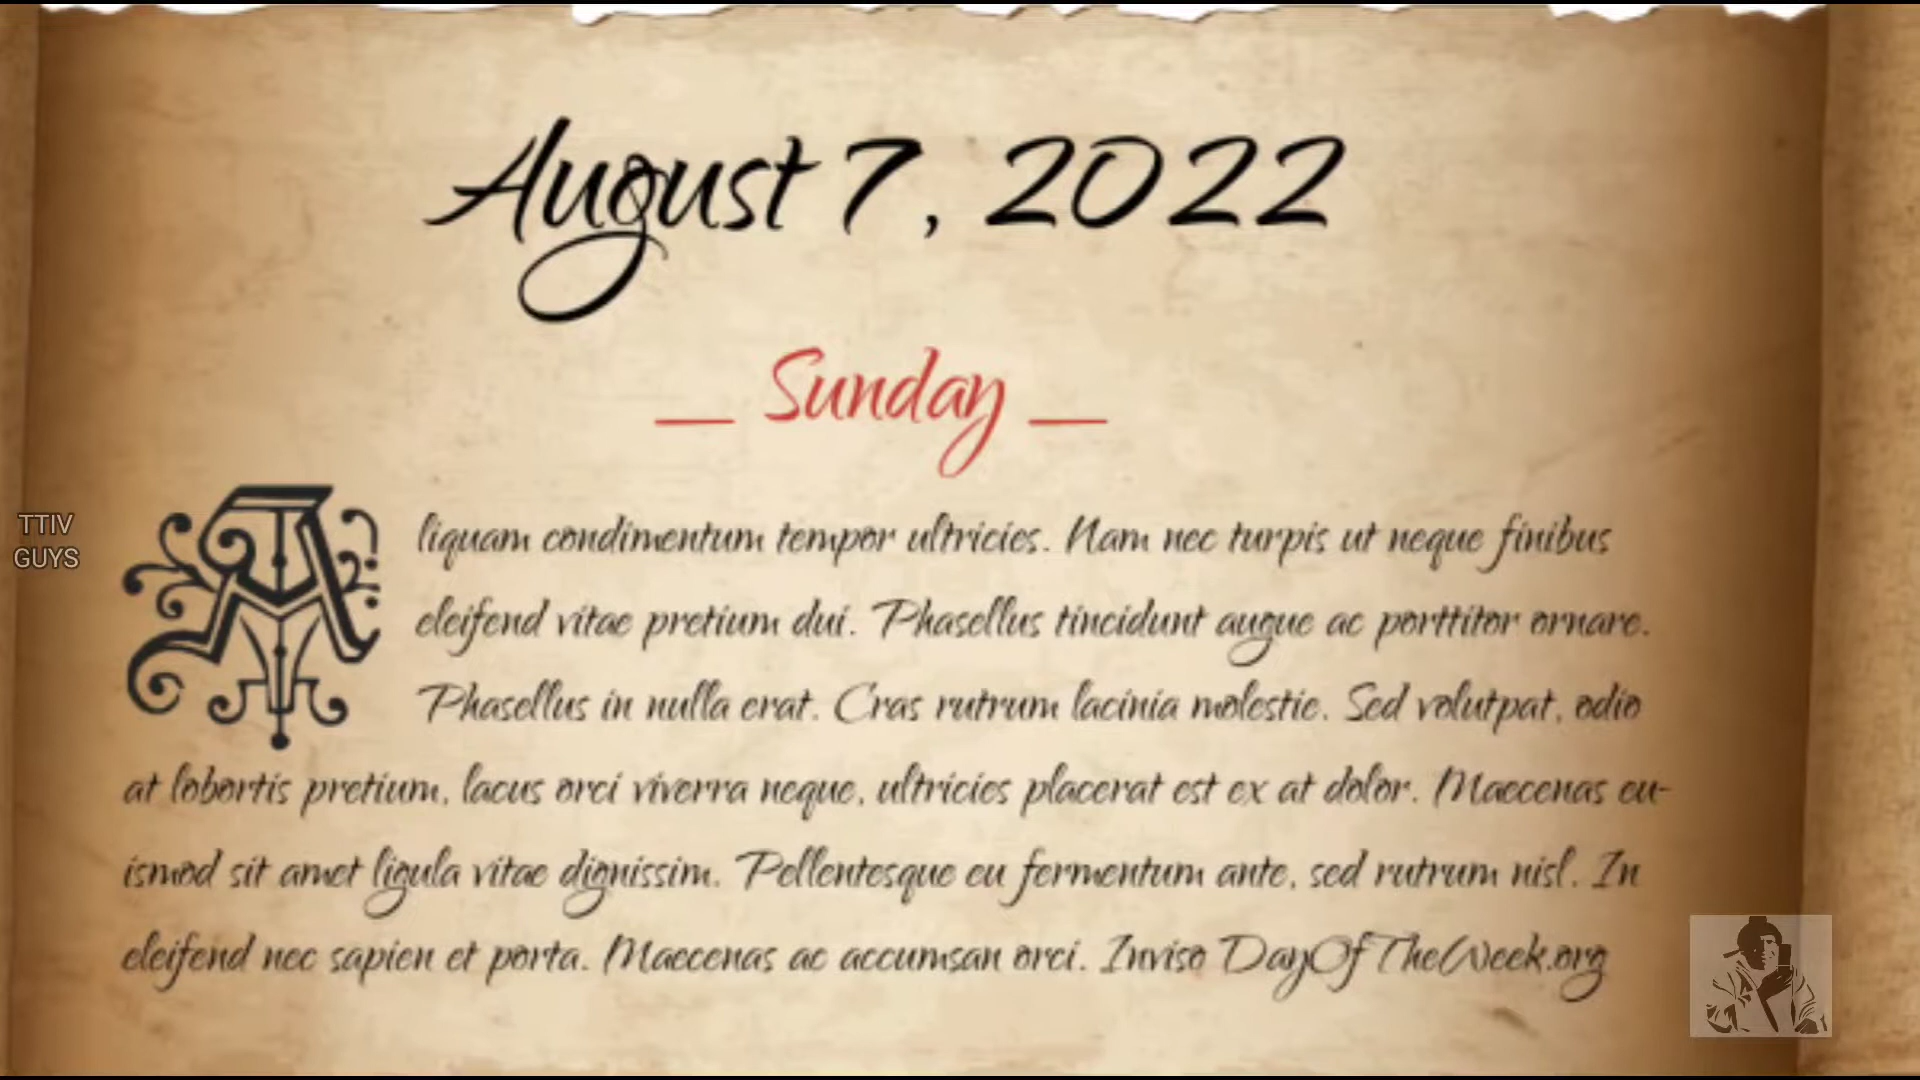 August 7, 2022
_ Sunday _
TTIV
GUYS
Aliquam condimentum tempor ultricies. Nam nec turpis ut neque finibus
eleifend vitae pretium dui. Phasellus tincidunt augue ac porttitor ornare.
Phasellus in nulla erat. Cras rutrum lacinia molestie. Sed volutpat, odio
at lobortis pretium, lacus orci viverra neque, ultricies placerat est ex at dolor. Maecenas eu-
ismod sit amet ligula vitae dignissim. Pellentesque eu fermentum ante, sed rutrum nisl. In
eleifend nec sapien et porta. Maecenas ac accumsan orci. Inviso DayOfTheWeek.org